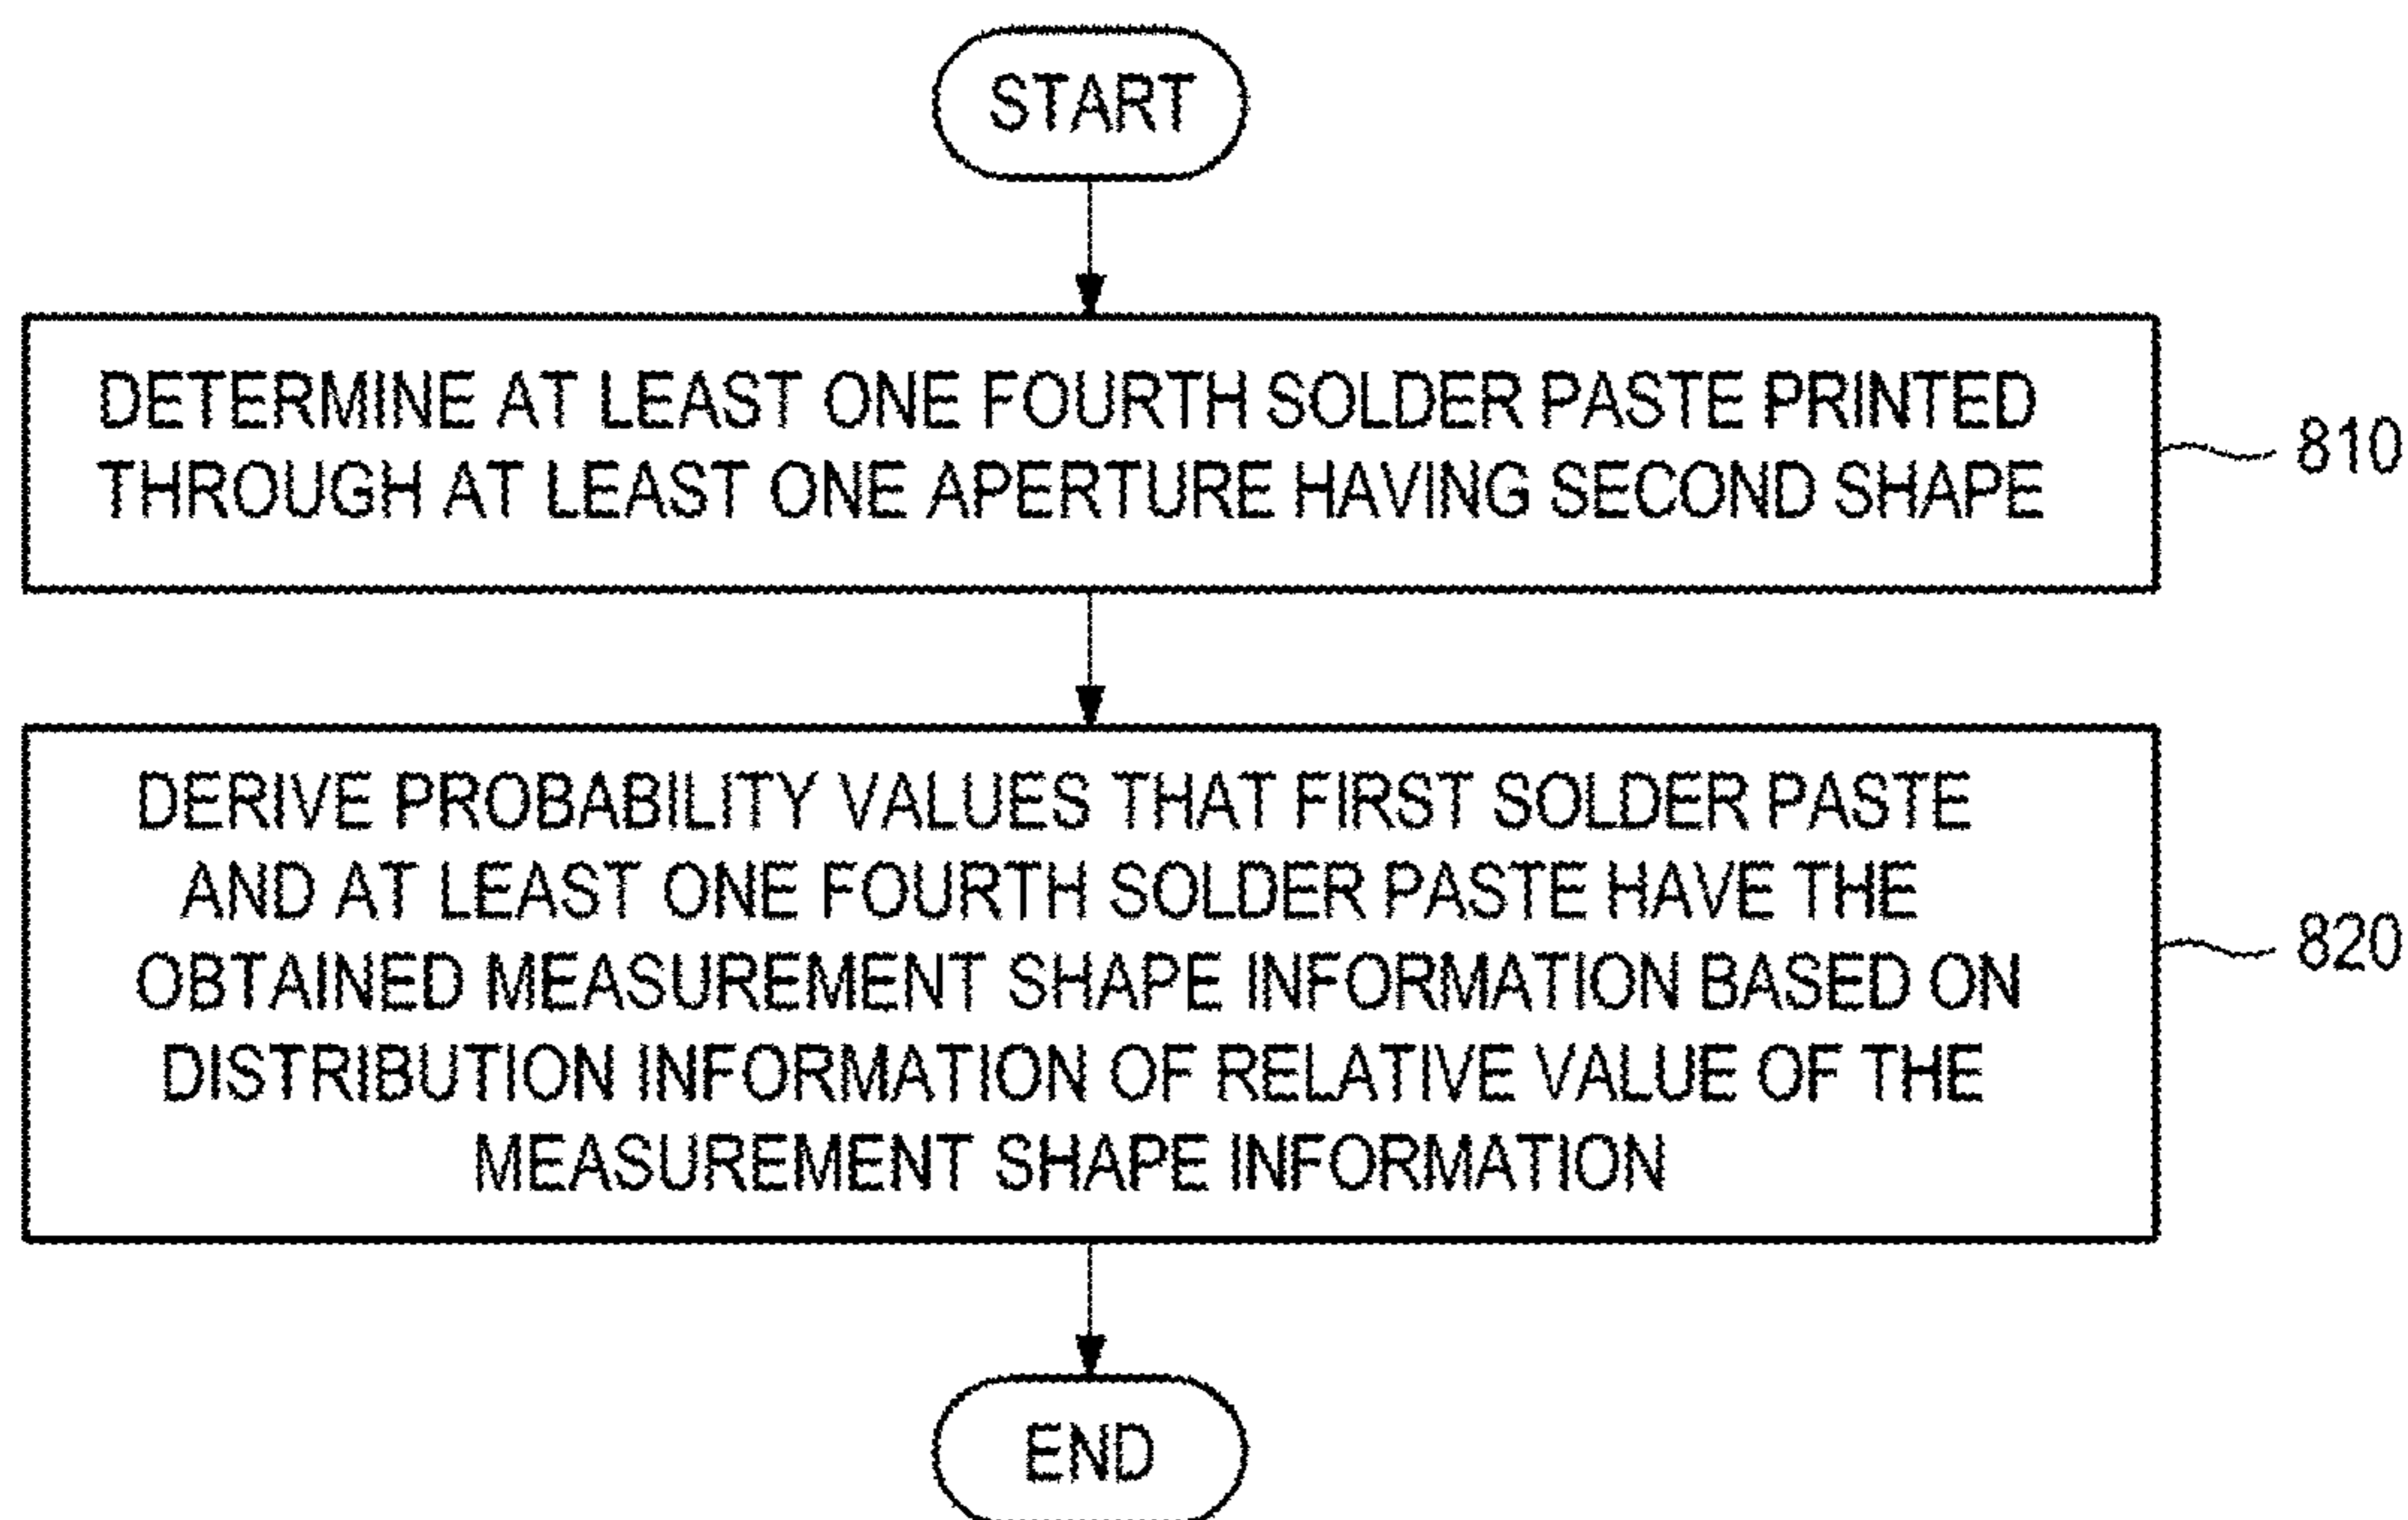 START
DETERMINE AT LEAST ONE FOURTH SOLDER PASTE PRINTED
THROUGH AT LEAST ONE APERTURE HAVING SECOND SHAPE
810
DERIVE PROBABILITY VALUES THAT FIRST SOLDER PASTE
AND AT LEAST ONE FOURTH SOLDER PASTE HAVE THE
OBTAINED MEASUREMENT SHAPE INFORMATION BASED ON
DISTRIBUTION INFORMATION OF RELATIVE VALUE OF THE
MEASUREMENT SHAPE INFORMATION
820
END